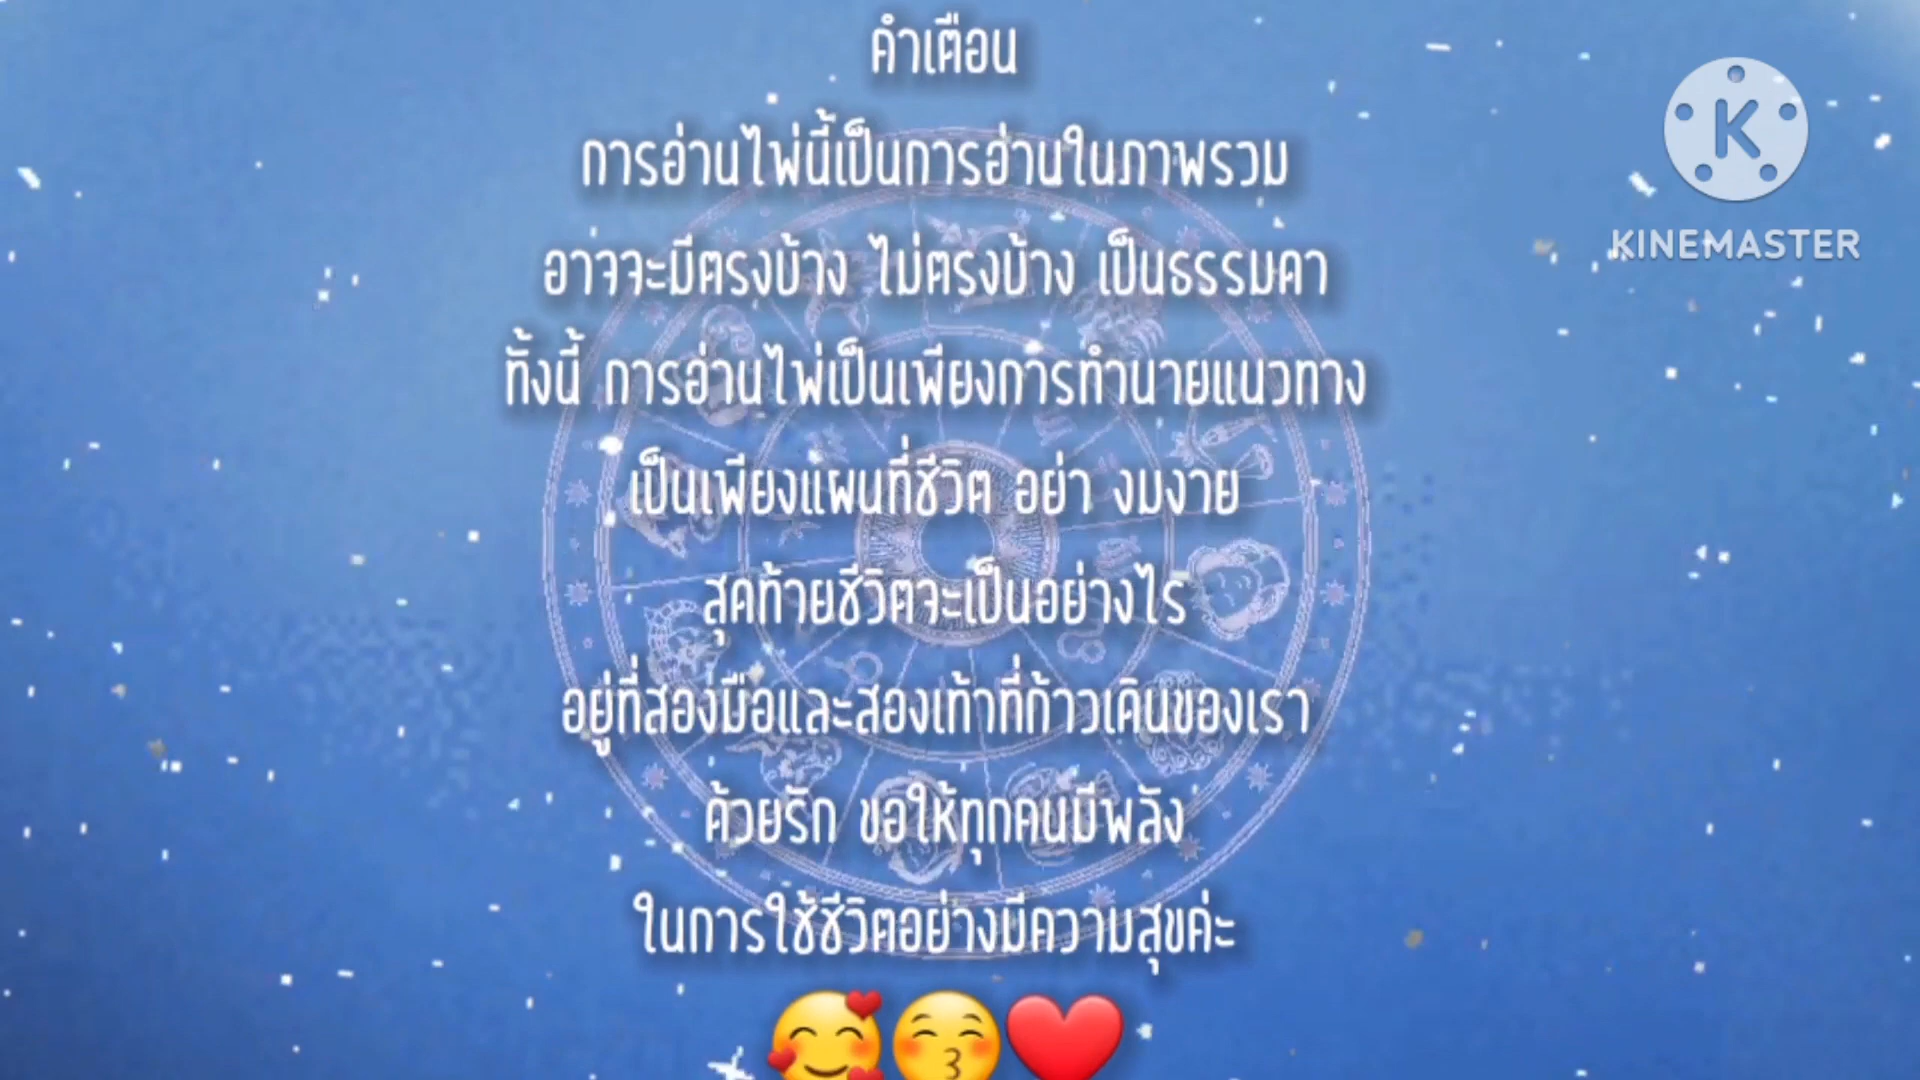 คำเตือน
การอ่านไพ่นี้เป็นการอ่านในภาพรวม
อาจจะมีตรงบ้าง ไม่ตรงบ้าง เป็นธรรมดา
ทั้งนี้ การอ่านไพ่เป็นเพียงการทำนายแนวทาง
เป็นเพียงแผนที่ชีวิต อย่า งมงาย
สุดท้ายชีวิตจะเป็นอย่างไร
อยู่ที่สองมือและสองเท้าที่ก้าวเดินของเรา
ด้วยรัก ขอให้ทุกคนมีพลัง
ในการใช้ชีวิตอย่างมีความสุขค่ะ
K
KINEMASTER